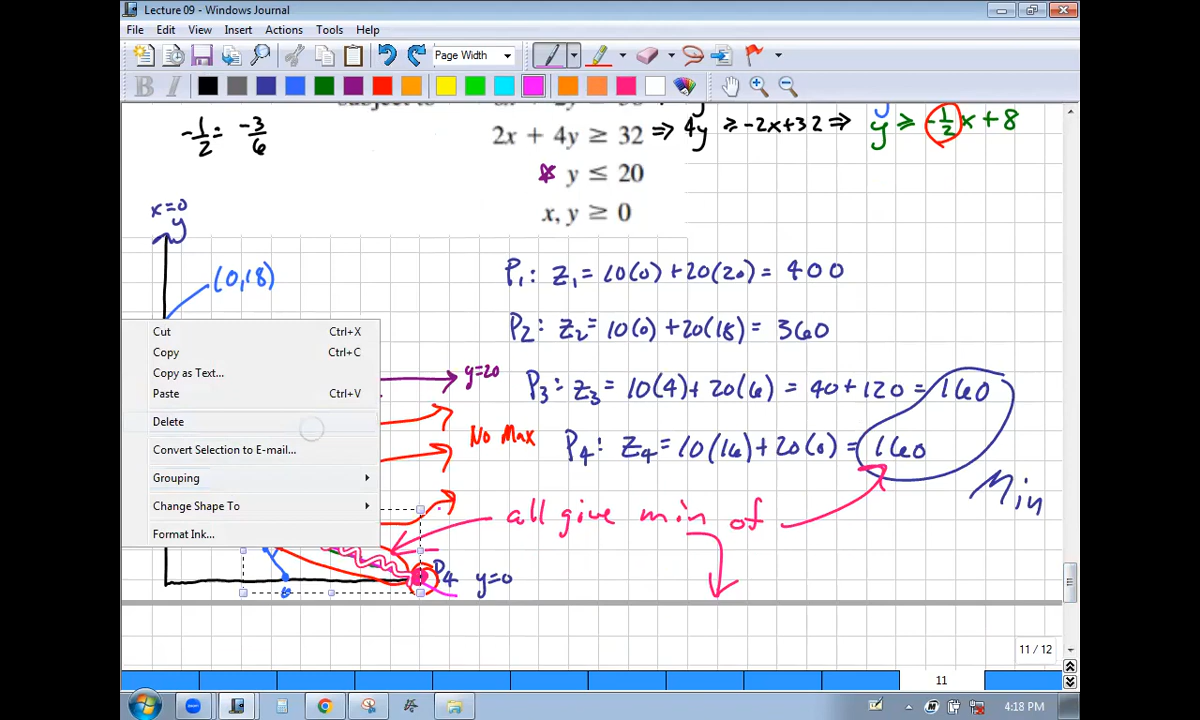 Lecture 09 - Windows Journal
File Edit View Insert Actions Tools Help
Page Width
B I U
subject to
-1/2 = -3/6
2x + 4y ≥ 32 ⇒ 4y ≥ -2x+32 ⇒ y ≥ -1/2x + 8
* y ≤ 20
x, y ≥ 0
x=0
y
(0,18)
P1: z1 = 10(0) + 20(20) = 400
P2: z2 = 10(0) + 20(18) = 360
P3: z3 = 10(4) + 20(6) = 40 + 120 = 160
P4: z4 = 10(16) + 20(0) = 160
Min
Cut Ctrl+X
Copy Ctrl+C
Copy as Text...
Paste Ctrl+V
Delete
Convert Selection to E-mail...
Grouping
Change Shape To
Format Ink...
y=20
No Max
all give min of
P4 y=0
11 / 12
11
4:18 PM